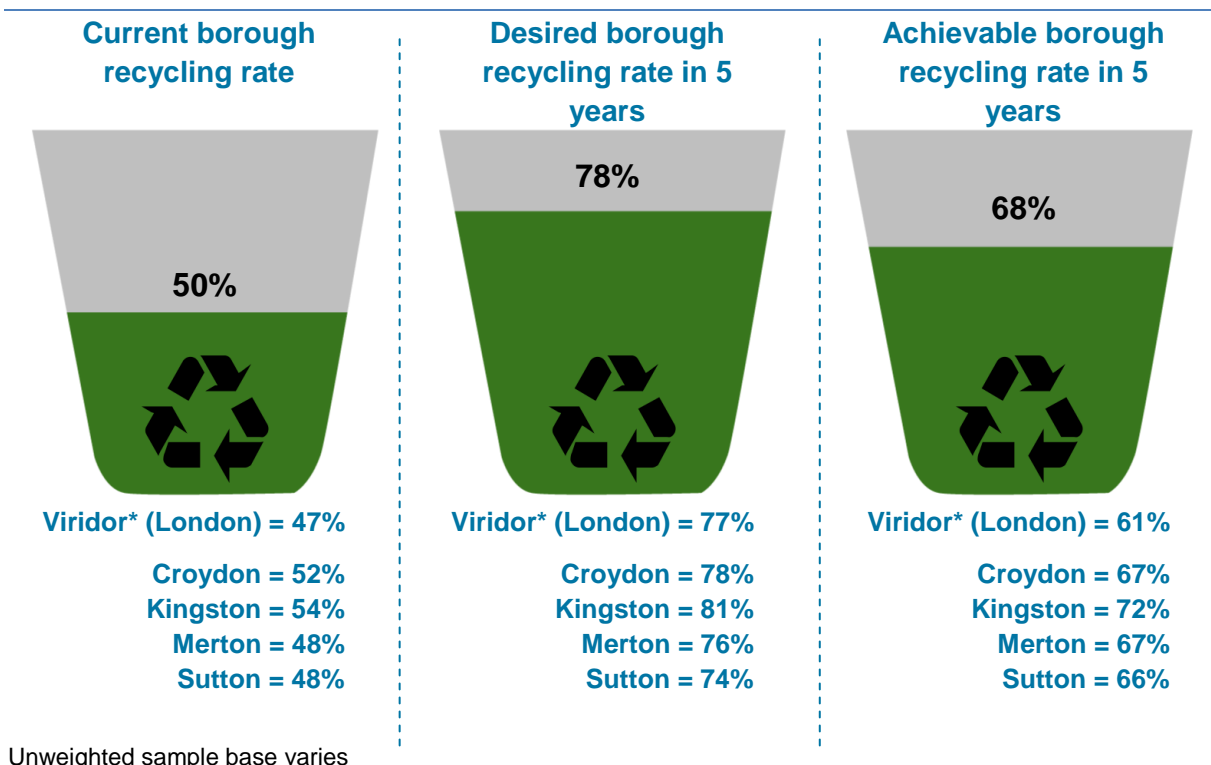 Current borough
recycling rate
50%
Viridor* (London) = 47%
Croydon = 52%
Kingston = 54%
Merton = 48%
Sutton = 48%
Desired borough
recycling rate in 5
years
78%
Viridor* (London) = 77%
Croydon = 78%
Kingston = 81%
Merton = 76%
Sutton = 74%
Achievable borough
recycling rate in 5
years
68%
Viridor* (London) = 61%
Croydon = 67%
Kingston = 72%
Merton = 67%
Sutton = 66%
Unweighted sample base varies